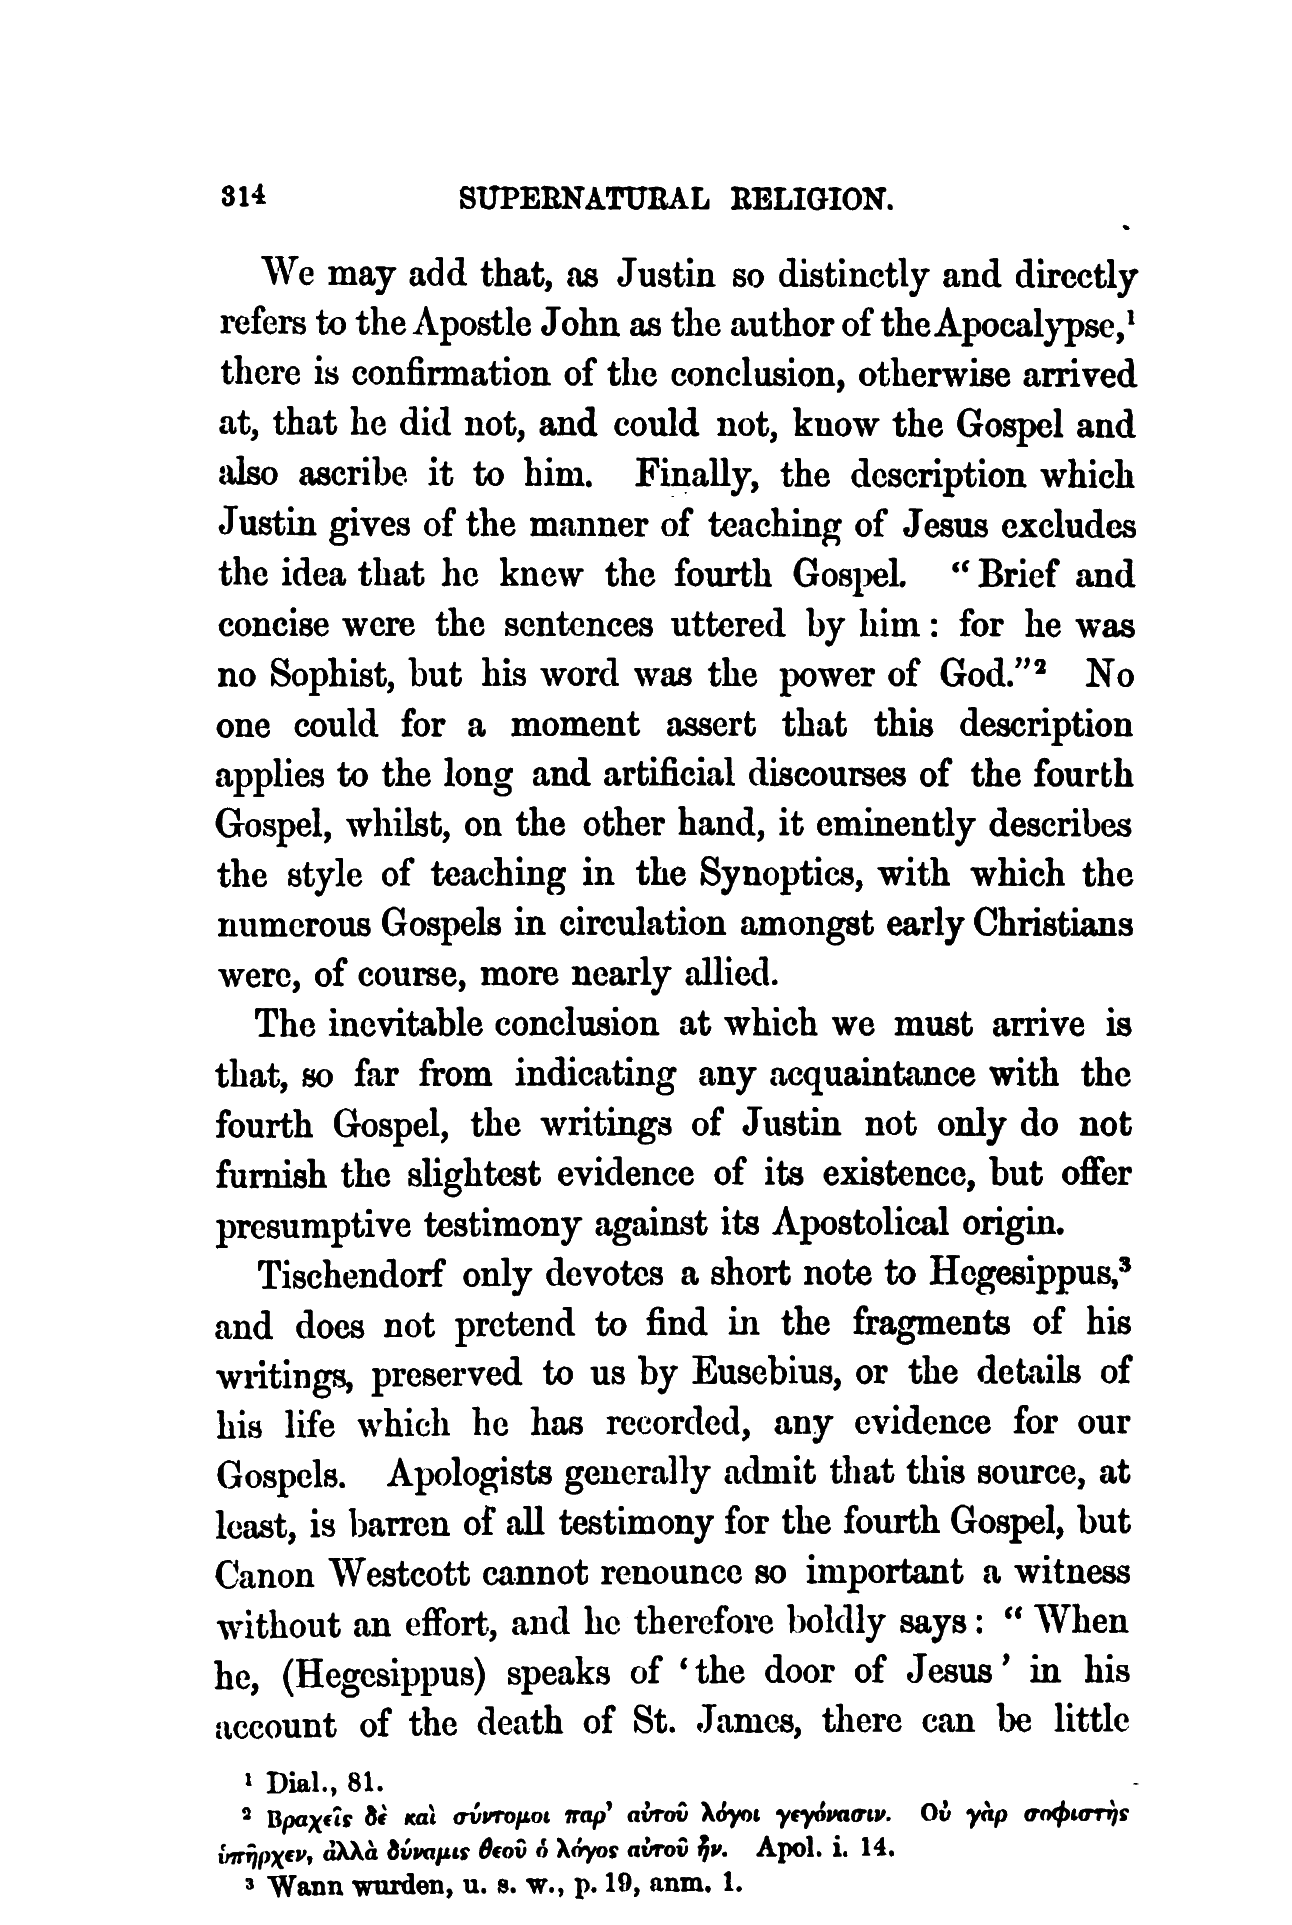 314 SUPERNATURAL RELIGION.
We may add that, as Justin so distinctly and directly
refers to the Apostle John as the author of the Apocalypse,¹
there is confirmation of the conclusion, otherwise arrived
at, that he did not, and could not, know the Gospel and
also ascribe it to him. Finally, the description which
Justin gives of the manner of teaching of Jesus excludes
the idea that he knew the fourth Gospel. “Brief and
concise were the sentences uttered by him: for he was
no Sophist, but his word was the power of God.”² No
one could for a moment assert that this description
applies to the long and artificial discourses of the fourth
Gospel, whilst, on the other hand, it eminently describes
the style of teaching in the Synoptics, with which the
numerous Gospels in circulation amongst early Christians
were, of course, more nearly allied.
The inevitable conclusion at which we must arrive is
that, so far from indicating any acquaintance with the
fourth Gospel, the writings of Justin not only do not
furnish the slightest evidence of its existence, but offer
presumptive testimony against its Apostolical origin.
Tischendorf only devotes a short note to Hegesippus,³
and does not pretend to find in the fragments of his
writings, preserved to us by Eusebius, or the details of
his life which he has recorded, any evidence for our
Gospels. Apologists generally admit that this source, at
least, is barren of all testimony for the fourth Gospel, but
Canon Westcott cannot renounce so important a witness
without an effort, and he therefore boldly says: “When
he, (Hegesippus) speaks of ‘the door of Jesus’ in his
account of the death of St. James, there can be little
¹ Dial., 81.
² Βραχεῖς δὲ καὶ σύντομοι παρ’ αὐτοῦ λόγοι γεγόνασιν. Οὐ γὰρ σοφιστὴς
ὑπῆρχεν, ἀλλὰ δύναμις θεοῦ ὁ λόγος αὐτοῦ ἦν. Apol. i. 14.
³ Wann wurden, u. s. w., p. 19, anm. 1.